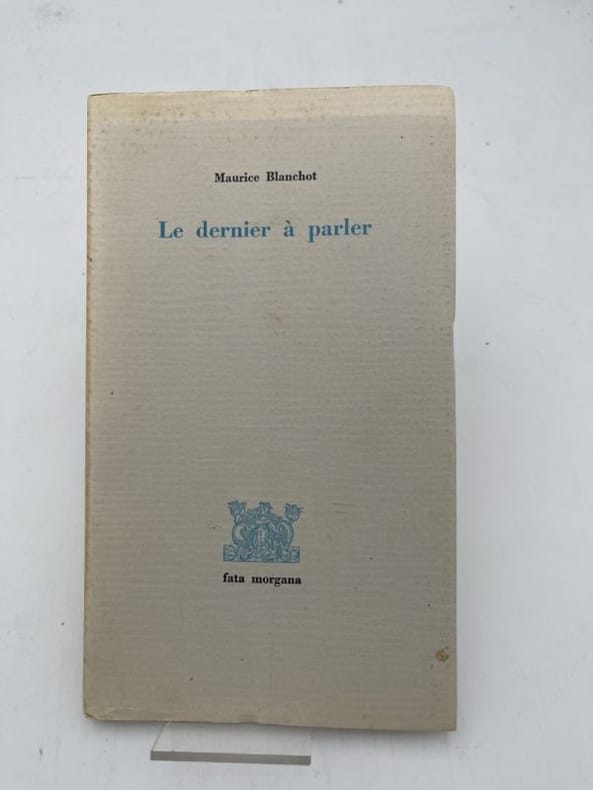 Maurice Blanchot
Le dernier à parler
fata morgana